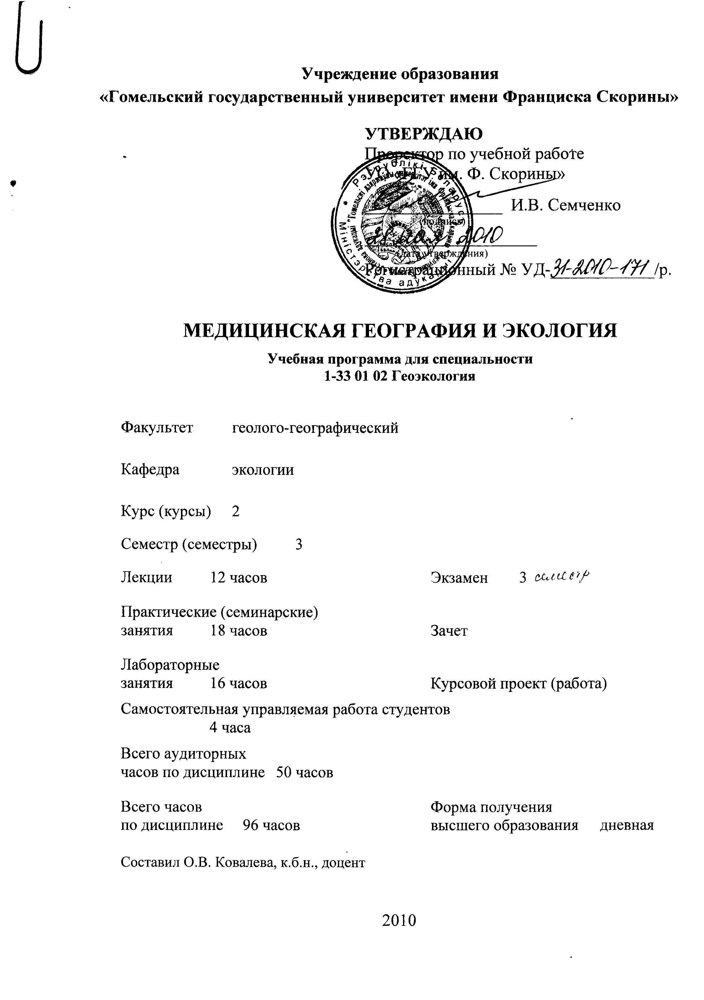 Учреждение образования
«Гомельский государственный университет имени Франциска Скорины»
УТВЕРЖДАЮ
Проректор по учебной работе
УО «ГГУ им. Ф. Скорины»
И.В. Семченко
(подпись)
2010
(дата утверждения)
Регистрационный № УД-31-2010-171/р.
Рэспублікі Беларусь
Міністэрства адукацыі
МЕДИЦИНСКАЯ ГЕОГРАФИЯ И ЭКОЛОГИЯ
Учебная программа для специальности
1-33 01 02 Геоэкология
Факультет геолого-географический
Кафедра экологии
Курс (курсы) 2
Семестр (семестры) 3
Лекции 12 часов Экзамен 3 семестр
Практические (семинарские)
занятия 18 часов Зачет
Лабораторные
занятия 16 часов Курсовой проект (работа)
Самостоятельная управляемая работа студентов
4 часа
Всего аудиторных
часов по дисциплине 50 часов
Всего часов Форма получения
по дисциплине 96 часов высшего образования дневная
Составил О.В. Ковалева, к.б.н., доцент
2010